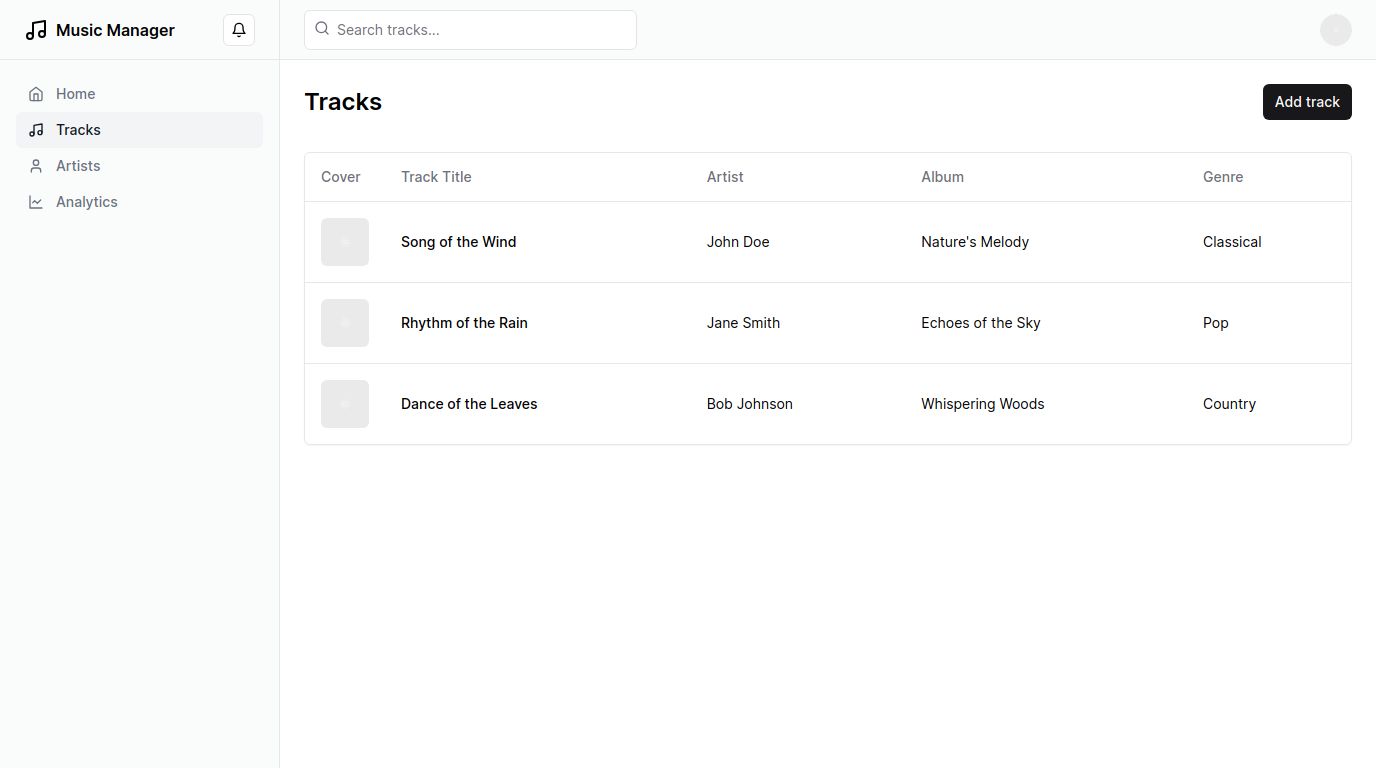 Music Manager
Search tracks...
Home
Tracks
Artists
Analytics
Tracks
Add track
Cover Track Title Artist Album Genre
Song of the Wind John Doe Nature's Melody Classical
Rhythm of the Rain Jane Smith Echoes of the Sky Pop
Dance of the Leaves Bob Johnson Whispering Woods Country